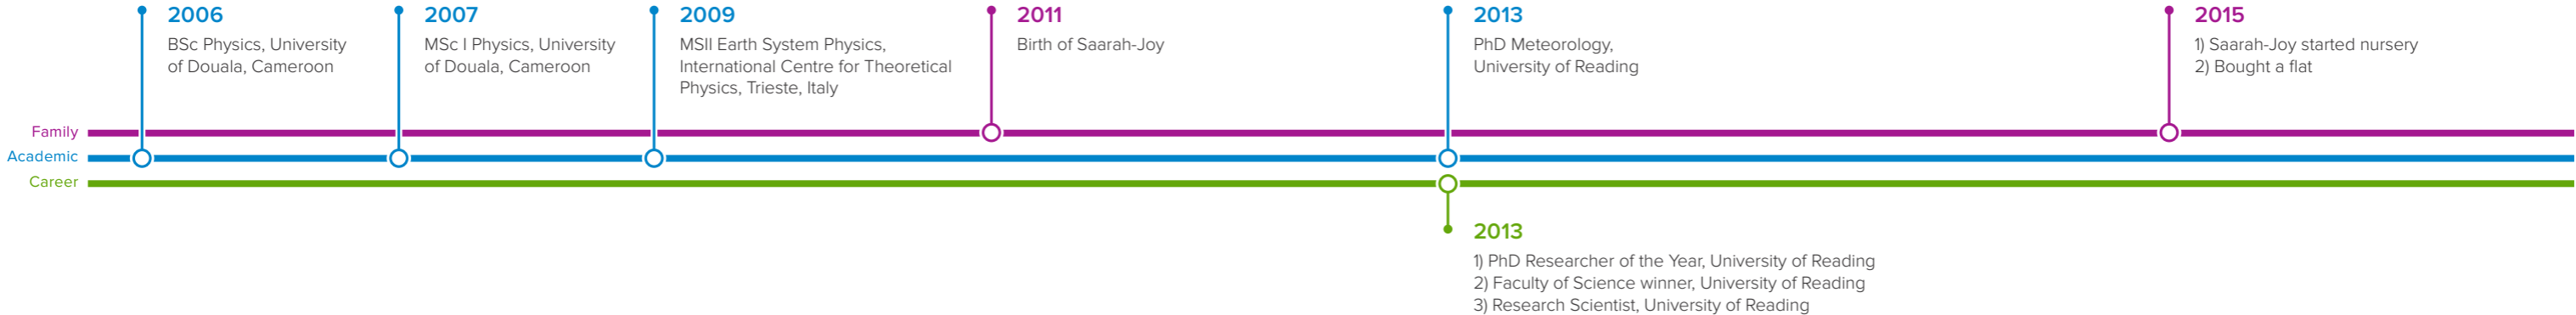 2006
BSc Physics, University
of Douala, Cameroon
2007
MSc I Physics, University
of Douala, Cameroon
2009
MSII Earth System Physics,
International Centre for Theoretical
Physics, Trieste, Italy
2011
Birth of Saarah-Joy
2013
PhD Meteorology,
University of Reading
2015
1) Saarah-Joy started nursery
2) Bought a flat
Family
Academic
Career
2013
1) PhD Researcher of the Year, University of Reading
2) Faculty of Science winner, University of Reading
3) Research Scientist, University of Reading